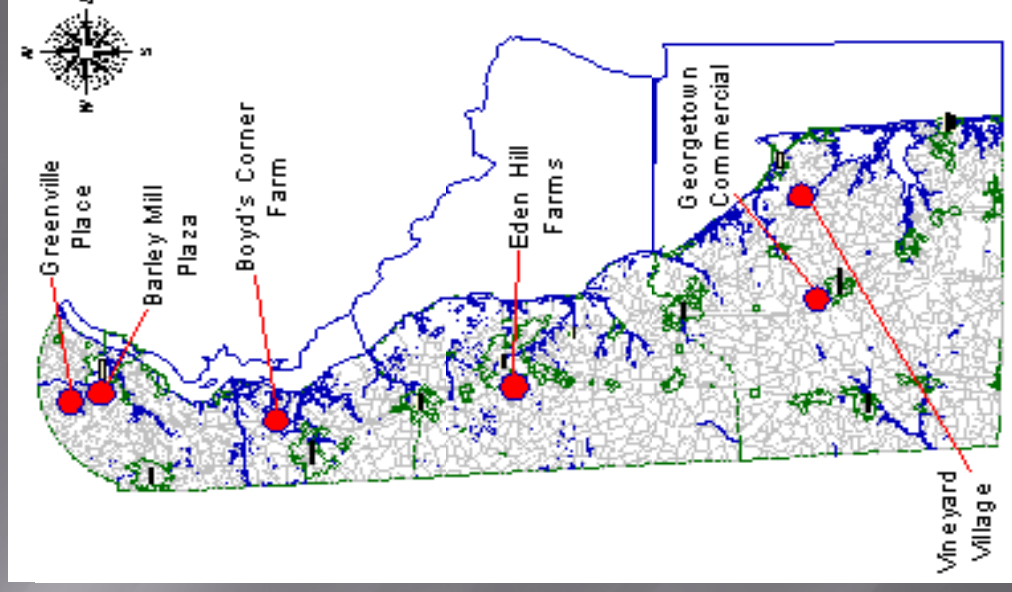 N
S
W
Greenville
Place
Barley Mill
Plaza
Boyd's Corner
Farm
Eden Hill
Farms
Georgetown
Commercial
Vineyard
Village